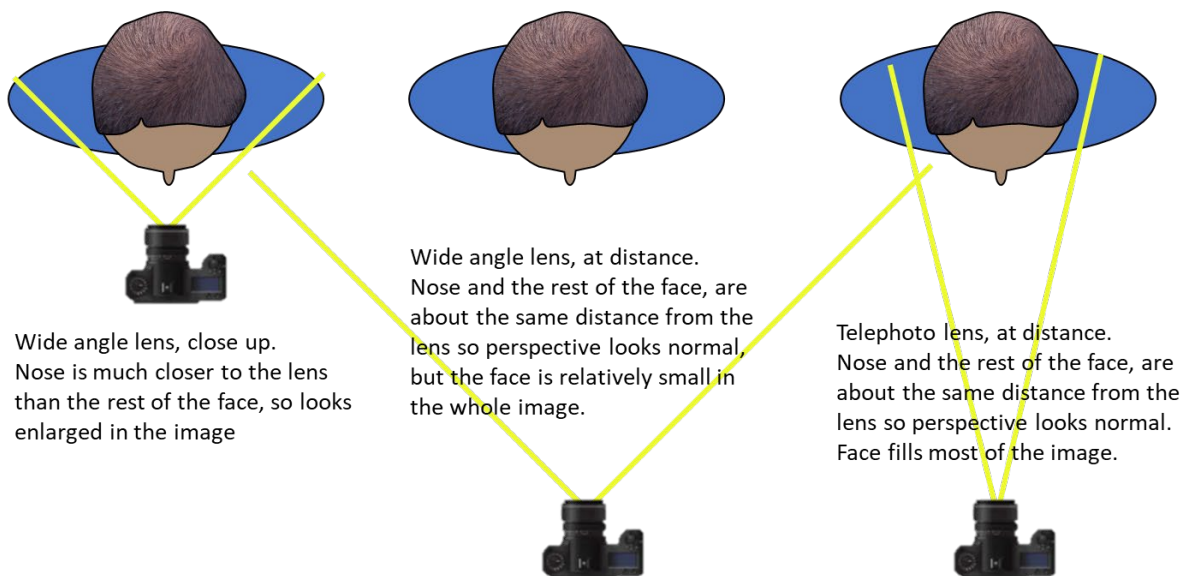 Wide angle lens, close up.
Nose is much closer to the lens
than the rest of the face, so looks
enlarged in the image
Wide angle lens, at distance.
Nose and the rest of the face, are
about the same distance from the
lens so perspective looks normal,
but the face is relatively small in
the whole image.
Telephoto lens, at distance.
Nose and the rest of the face, are
about the same distance from the
lens so perspective looks normal.
Face fills most of the image.